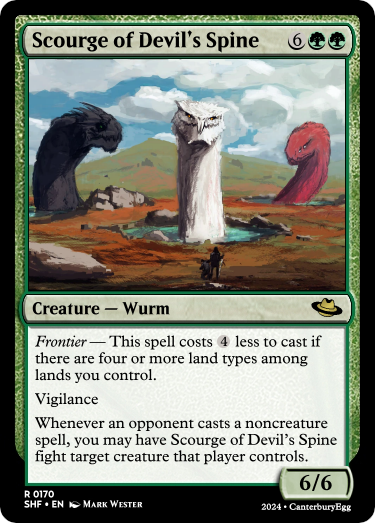 Scourge of Devil's Spine 6
Creature — Wurm
Frontier — This spell costs 4 less to cast if
there are four or more land types among
lands you control.
Vigilance
Whenever an opponent casts a noncreature
spell, you may have Scourge of Devil's Spine
fight target creature that player controls.
6/6
R 0170
SHF • EN Mark Wester
2024 • CanterburyEgg